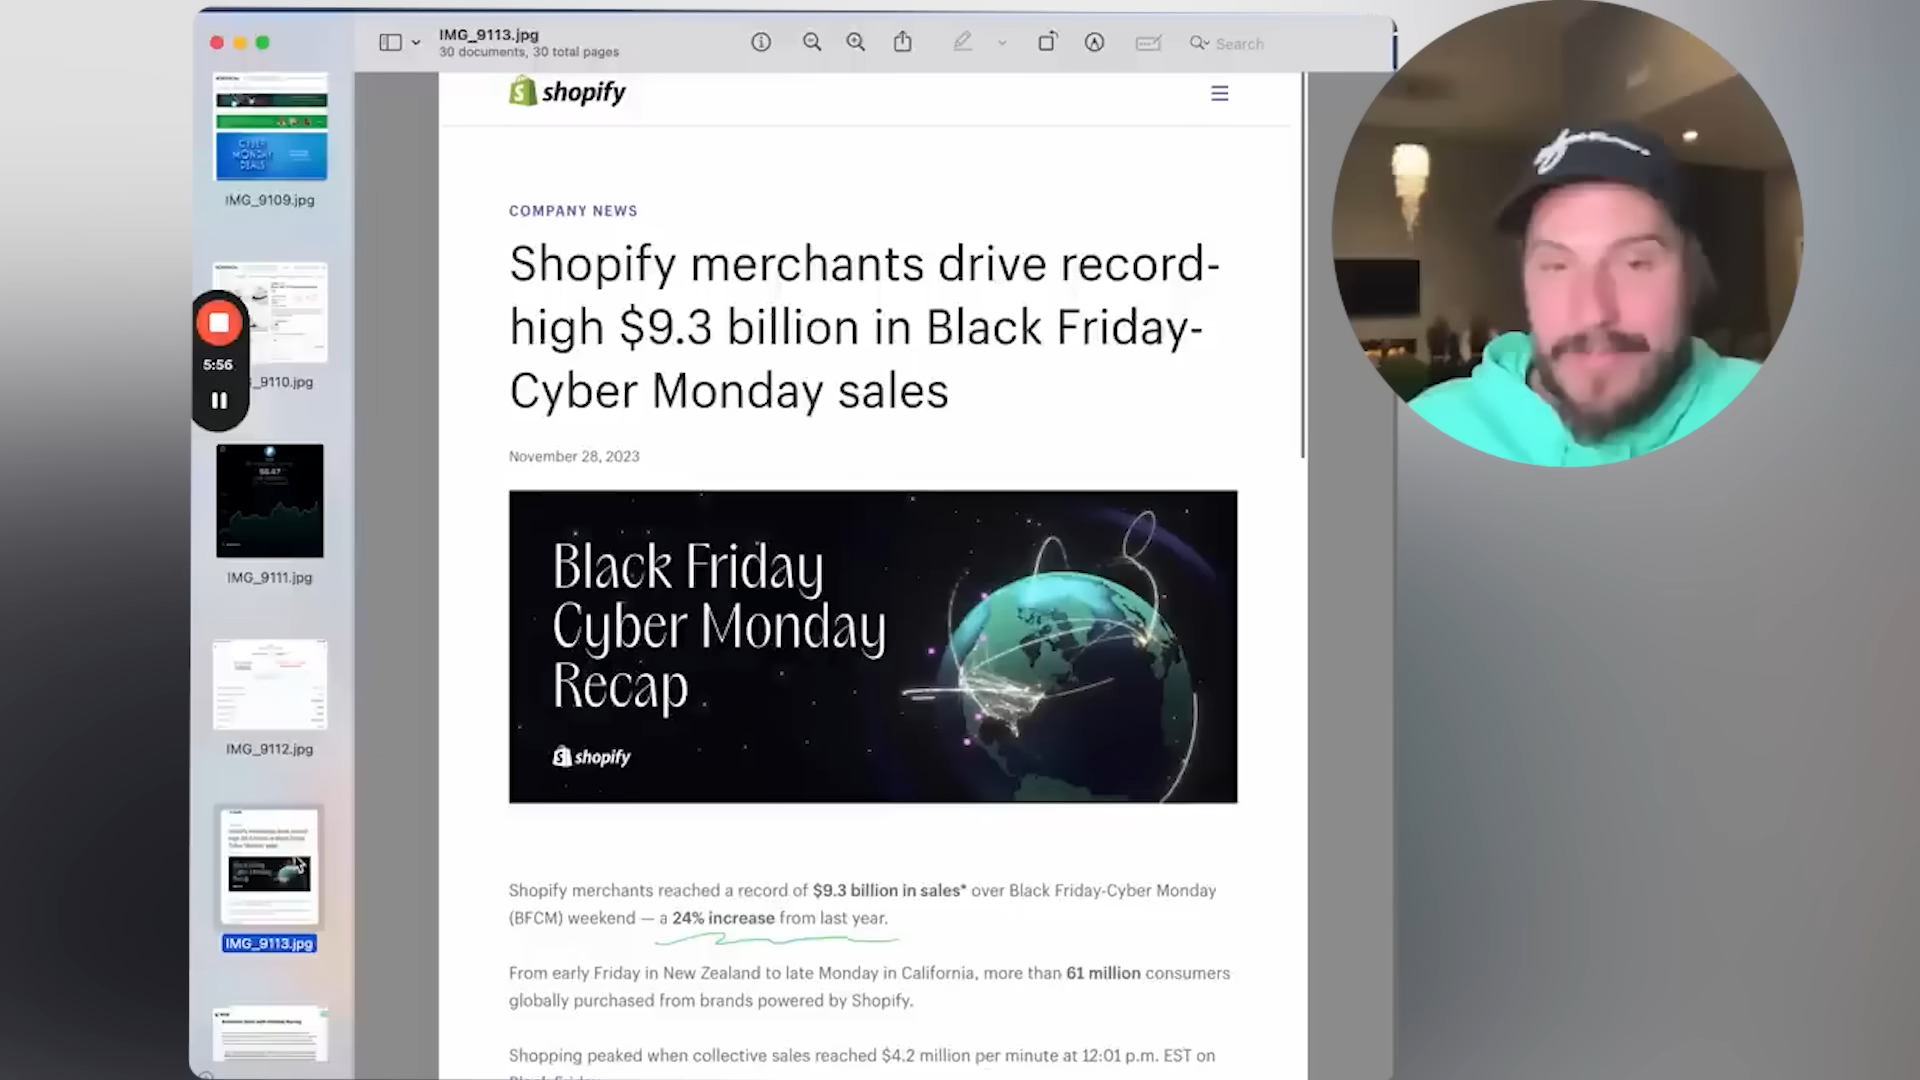 IMG_9113.jpg
30 documents, 30 total pages
Search
shopify
COMPANY NEWS
Shopify merchants drive record-
high $9.3 billion in Black Friday-
Cyber Monday sales
November 28, 2023
Black Friday
Cyber Monday
Recap
shopify
Shopify merchants reached a record of $9.3 billion in sales* over Black Friday-Cyber Monday
(BFCM) weekend — a 24% increase from last year.
From early Friday in New Zealand to late Monday in California, more than 61 million consumers
globally purchased from brands powered by Shopify.
Shopping peaked when collective sales reached $4.2 million per minute at 12:01 p.m. EST on
CYBER
MONDAY
DEALS
IMG_9109.jpg
5:56
_9110.jpg
IMG_9111.jpg
IMG_9112.jpg
IMG_9113.jpg